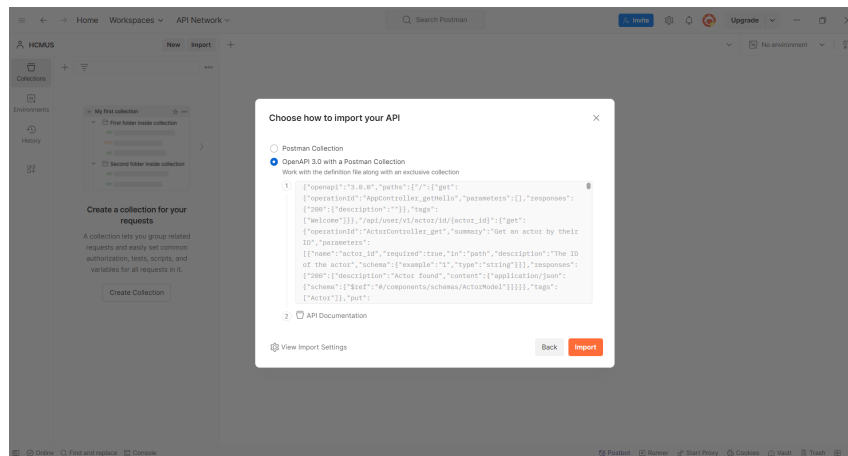 Home Workspaces API Network
Search Postman
Invite
Upgrade
HCMUS
New Import
No environment
Collections
Environments
History
My first collection
First folder inside collection
Second folder inside collection
Create a collection for your
requests
A collection lets you group related
requests and easily set common
authorization, tests, scripts, and
variables for all requests in it.
Create Collection
Choose how to import your API
Postman Collection
OpenAPI 3.0 with a Postman Collection
Work with the definition file along with an exclusive collection
1
{"openapi":"3.0.0","paths":{"/":{"get":
{"operationId":"AppController_getHello","parameters":[],"responses":
{"200":{"description":""}},"tags":
["Welcome"]}},"/api/user/v1/actor/id/{actor_id}":{"get":
{"operationId":"ActorController_get","summary":"Get an actor by their
ID","parameters":
[{"name":"actor_id","required":true,"in":"path","description":"The ID
of the actor","schema":{"example":"1","type":"string"}}],"responses":
{"200":{"description":"Actor found","content":{"application/json":
{"schema":{"$ref":"#/components/schemas/ActorModel"}}}}},"tags":
["Actor"]},"put":
2 API Documentation
View Import Settings
Back Import
Online Find and replace Console
Postbot Runner Start Proxy Cookies Vault Trash